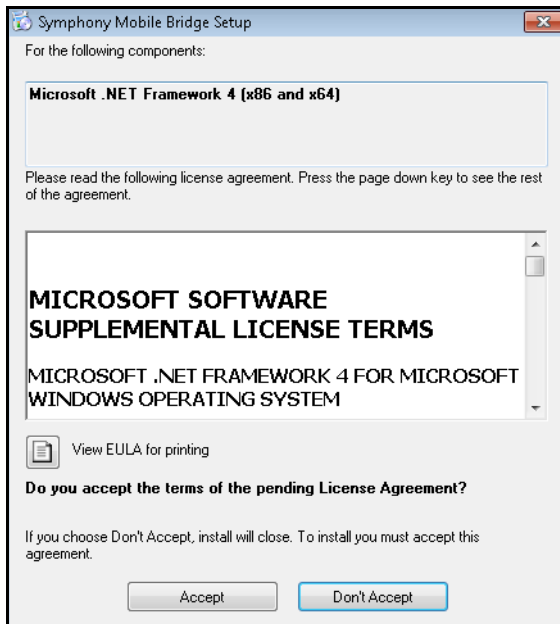 Symphony Mobile Bridge Setup
For the following components:
Microsoft .NET Framework 4 (x86 and x64)
Please read the following license agreement. Press the page down key to see the rest
of the agreement.
MICROSOFT SOFTWARE
SUPPLEMENTAL LICENSE TERMS
MICROSOFT .NET FRAMEWORK 4 FOR MICROSOFT
WINDOWS OPERATING SYSTEM
View EULA for printing
Do you accept the terms of the pending License Agreement?
If you choose Don't Accept, install will close. To install you must accept this
agreement.
Accept
Don't Accept